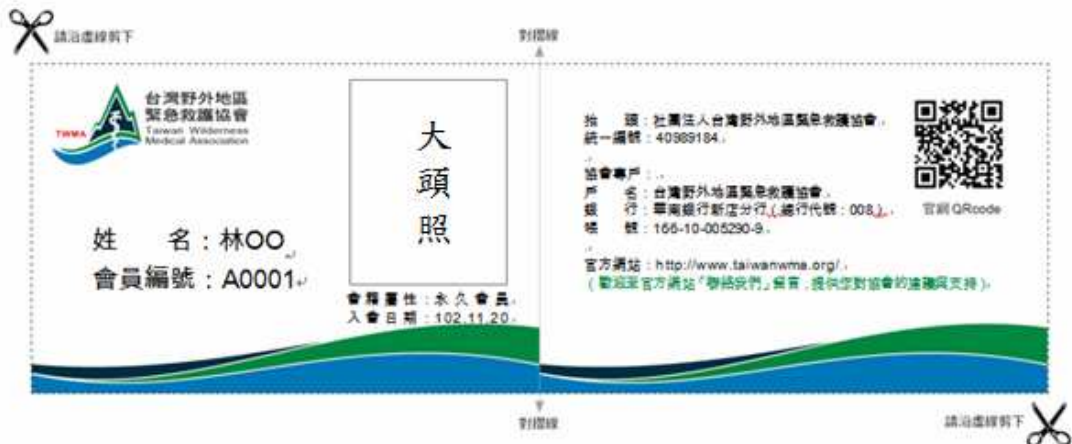 請沿虛線剪下
對摺線
台灣野外地區
緊急救護協會
Taiwan Wilderness
Medical Association
TWMA
大頭照
姓 名：林OO
會員編號：A0001
會籍屬性：永久會員
入會日期：102.11.20
抬 頭：社團法人台灣野外地區緊急救護協會
統一編號：40989184
協會專戶：
戶 名：台灣野外地區緊急救護協會
銀 行：華南銀行新店分行（總行代號：008）
帳 號：166-10-005290-9
官方網站：http://www.taiwanwma.org/
（歡迎至官方網站「聯絡我們」留言，提供您對協會的建議與支持）
官網 QRcode
對摺線
請沿虛線剪下